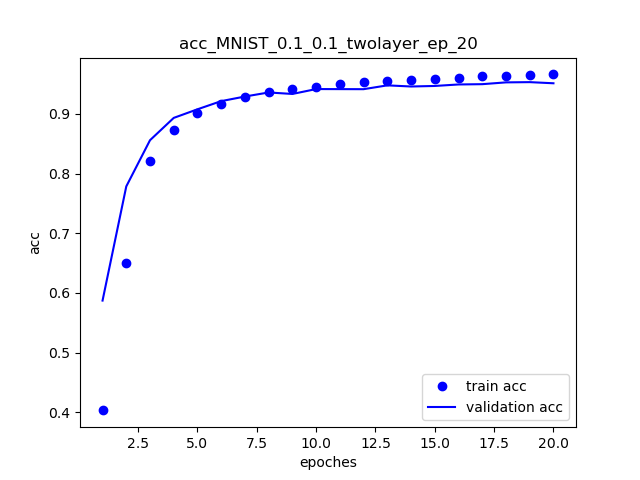 acc_MNIST_0.1_0.1_twolayer_ep_20
0.9
0.8
0.7
0.6
0.5
0.4
acc
train acc
validation acc
2.5 5.0 7.5 10.0 12.5 15.0 17.5 20.0
epoches